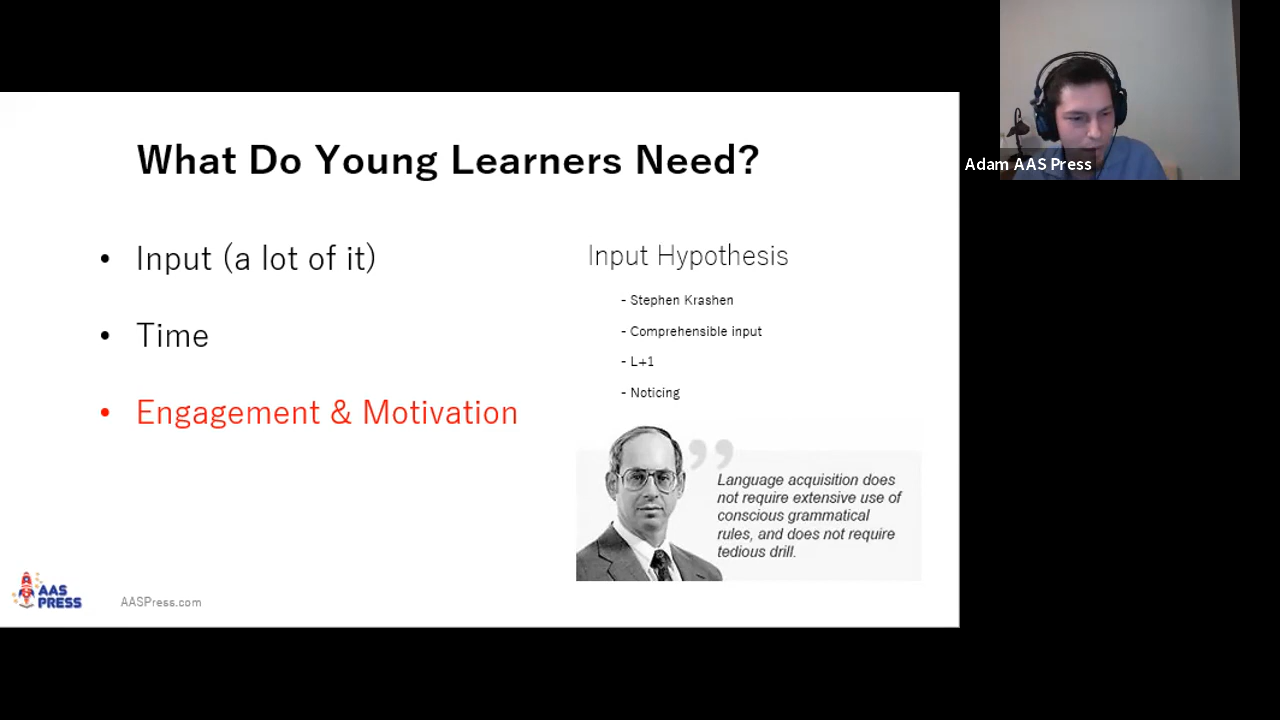 What Do Young Learners Need?
• Input (a lot of it)
• Time
• Engagement & Motivation
Input Hypothesis
- Stephen Krashen
- Comprehensible input
- L+1
- Noticing
”
Language acquisition does
not require extensive use of
conscious grammatical
rules, and does not require
tedious drill.
AAS
PRESS
AASPress.com
Adam AAS Press